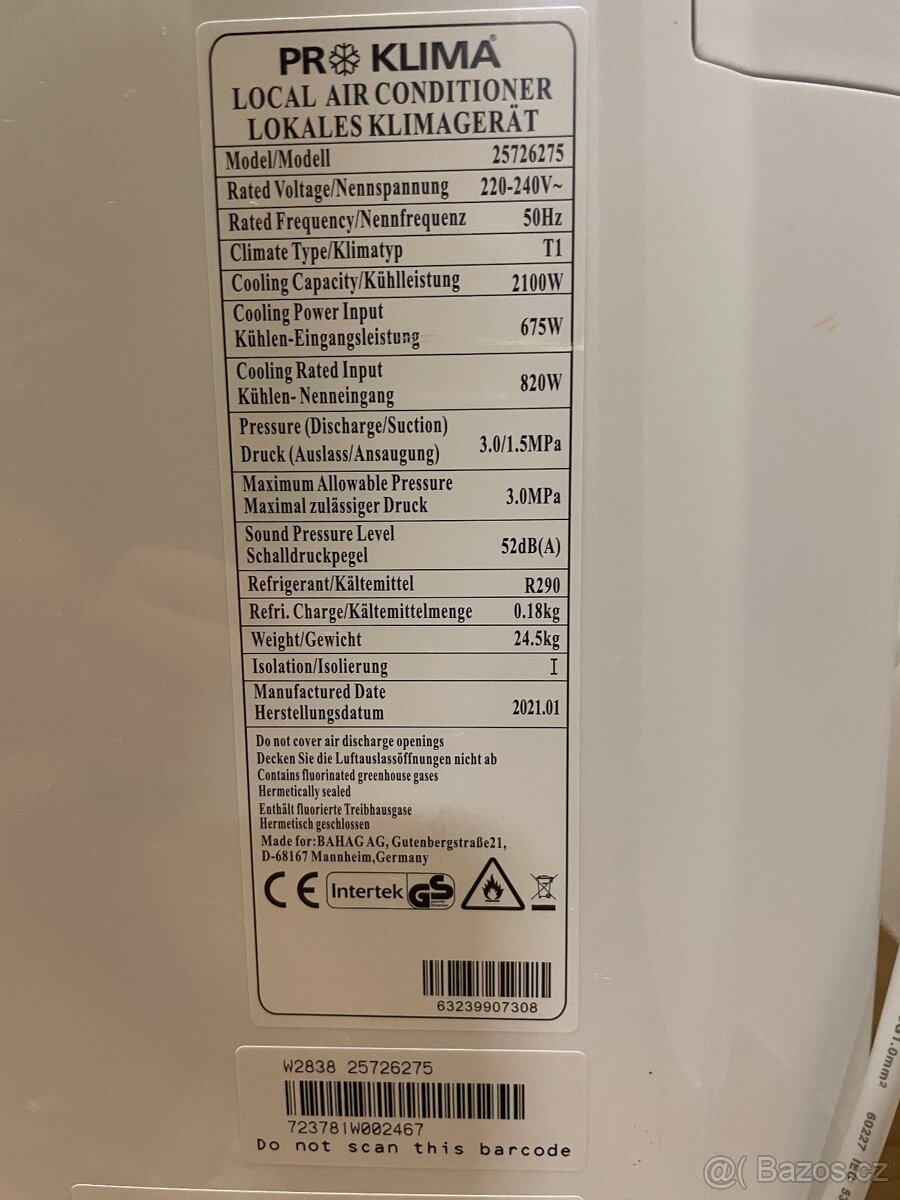 PRO KLIMA®
LOCAL AIR CONDITIONER
LOKALES KLIMAGERÄT
Model/Modell 25726275
Rated Voltage/Nennspannung 220-240V~
Rated Frequency/Nennfrequenz 50Hz
Climate Type/Klimatyp T1
Cooling Capacity/Kühlleistung 2100W
Cooling Power Input
Kühlen-Eingangsleistung 675W
Cooling Rated Input
Kühlen- Nenneingang 820W
Pressure (Discharge/Suction)
Druck (Auslass/Ansaugung) 3.0/1.5MPa
Maximum Allowable Pressure
Maximal zulässiger Druck 3.0MPa
Sound Pressure Level
Schalldruckpegel 52dB(A)
Refrigerant/Kältemittel R290
Refri. Charge/Kältemittelmenge 0.18kg
Weight/Gewicht 24.5kg
Isolation/Isolierung I
Manufactured Date
Herstellungsdatum 2021.01
Do not cover air discharge openings
Decken Sie die Luftauslassöffnungen nicht ab
Contains fluorinated greenhouse gases
Hermetically sealed
Enthält fluorierte Treibhausgase
Hermetisch geschlossen
Made for:BAHAG AG, Gutenbergstraße21,
D-68167 Mannheim,Germany
CE Intertek GS
63239907308
W2838 25726275
723781W002467
Do not scan this barcode
G1.0mm² 60227 IEC 53
@( Bazos.cz